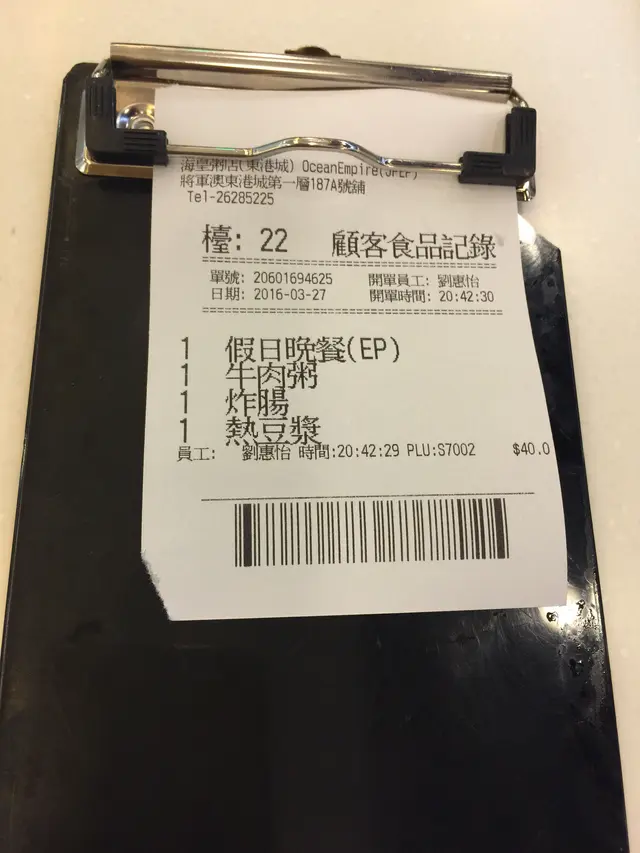 海皇粥店(東港城) OceanEmpire(JPEP)
將軍澳東港城第一層187A號舖
Tel-26285225
檯: 22 顧客食品記錄
單號: 20601694625 開單員工: 劉惠怡
日期: 2016-03-27 開單時間: 20:42:30
1 假日晚餐(EP)
1 牛肉粥
1 炸腸
1 熱豆漿
員工: 劉惠怡 時間:20:42:29 PLU:S7002 $40.0